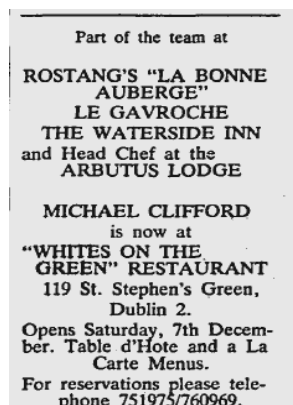 Part of the team at
ROSTANG'S "LA BONNE
AUBERGE"
LE GAVROCHE
THE WATERSIDE INN
and Head Chef at the
ARBUTUS LODGE
MICHAEL CLIFFORD
is now at
"WHITES ON THE
GREEN" RESTAURANT
119 St. Stephen's Green,
Dublin 2.
Opens Saturday, 7th Decem-
ber. Table d'Hote and a La
Carte Menus.
For reservations please tele-
phone 751975/760969.